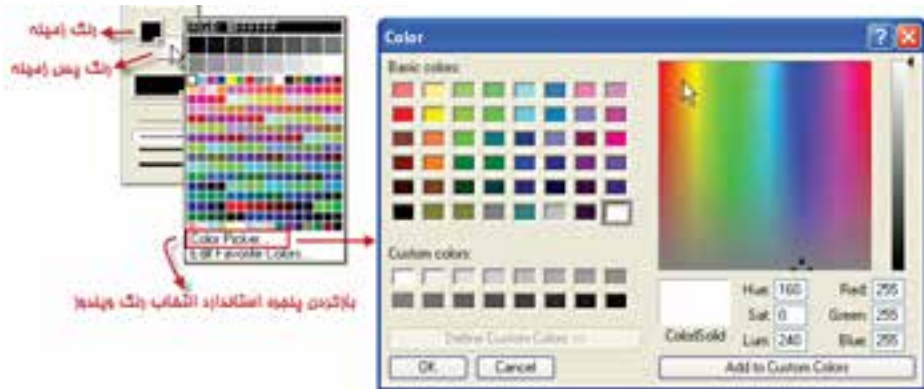 رنگ زمینه
رنگ پس زمینه
Color Picker...
Edit Favorite Colors...
بازکردن پنجره استاندارد انتخاب رنگ ویندوز
Color
Basic colors:
Custom colors:
Define Custom Colors >>
OK
Cancel
Color|Solid
Hue: 160
Sat: 0
Lum: 240
Red: 255
Green: 255
Blue: 255
Add to Custom Colors